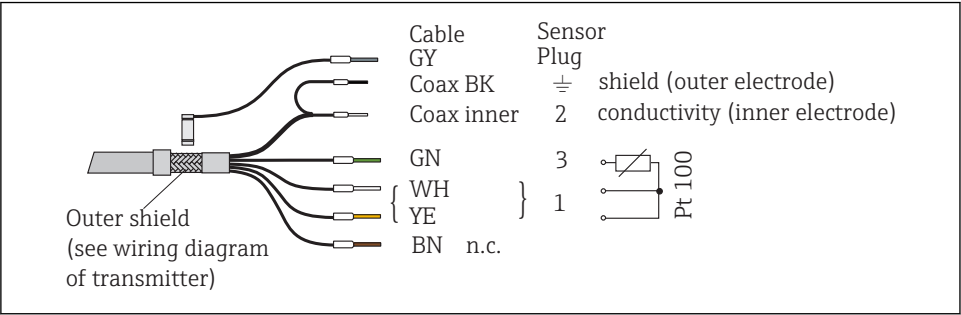 Cable Sensor
GY Plug
Coax BK ⏚ shield (outer electrode)
Coax inner 2 conductivity (inner electrode)
GN 3
{ WH } 1
YE
BN n.c.
Pt 100
Outer shield
(see wiring diagram
of transmitter)